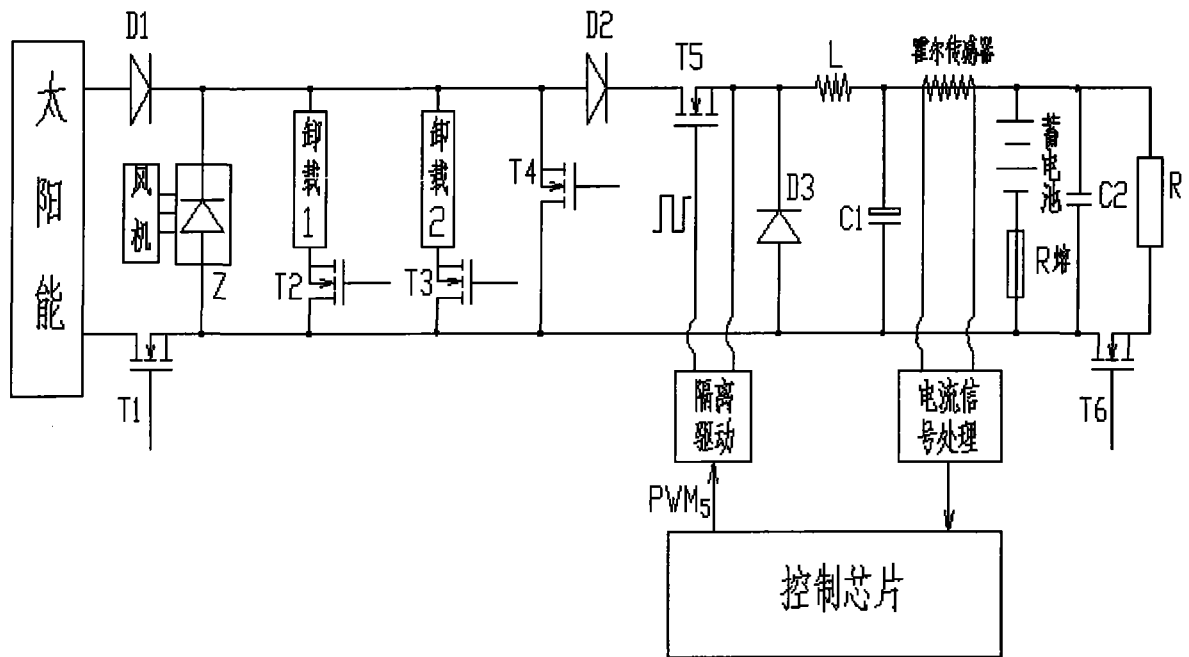 太阳能
D1
风机
Z
T1
卸载1
T2
卸载2
T3
T4
D2
T5
D3
L
C1
霍尔传感器
蓄电池
R熔
C2
R
T6
隔离
驱动
电流信
号处理
PWM5
控制芯片